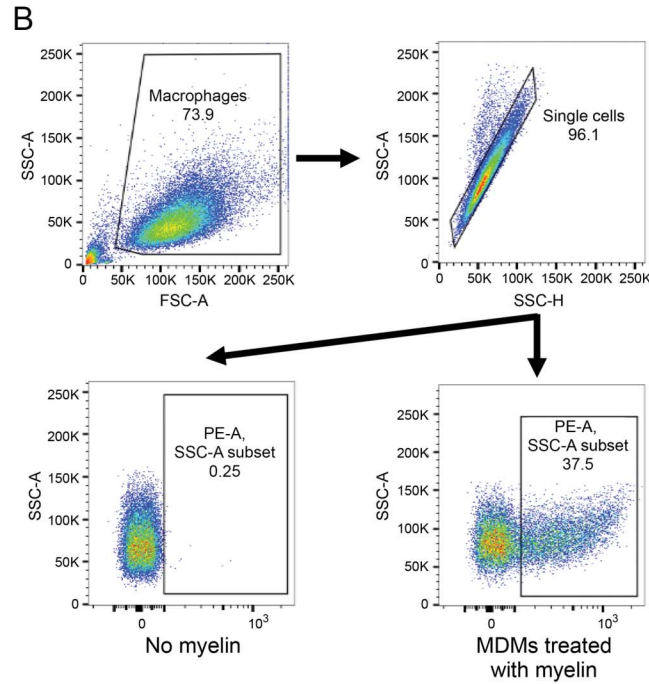 B
250K
200K
150K
100K
50K
0
SSC-A
Macrophages
73.9
0 50K 100K 150K 200K 250K
FSC-A
250K
200K
150K
100K
50K
0
SSC-A
Single cells
96.1
0 50K 100K 150K 200K 250K
SSC-H
250K
200K
150K
100K
50K
0
SSC-A
PE-A,
SSC-A subset
0.25
0 10³
No myelin
250K
200K
150K
100K
50K
0
SSC-A
PE-A,
SSC-A subset
37.5
0 10³
MDMs treated
with myelin